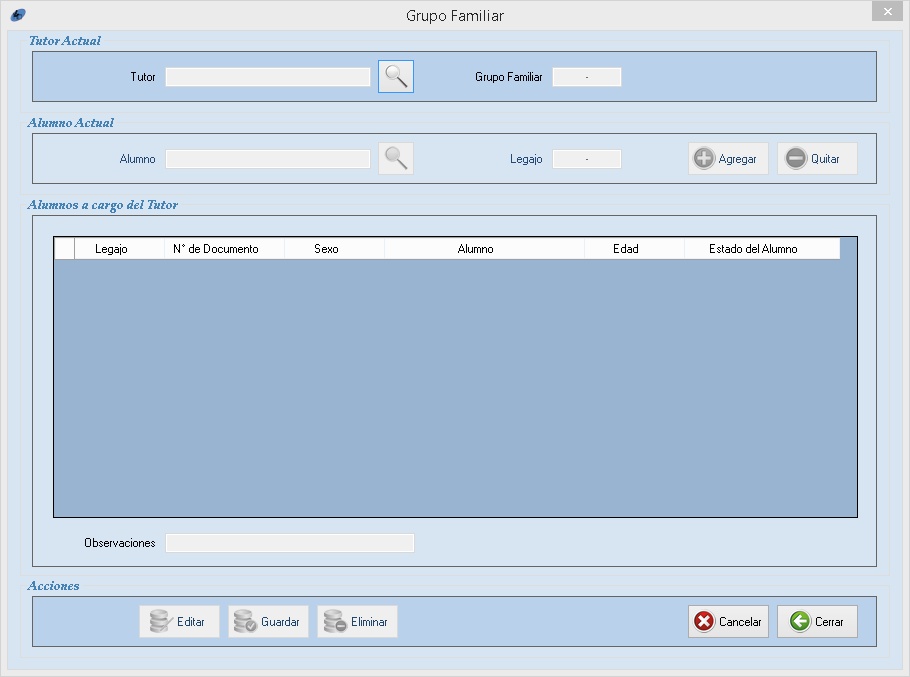 Grupo Familiar
Tutor Actual
Tutor
Grupo Familiar -
Alumno Actual
Alumno
Legajo - Agregar Quitar
Alumnos a cargo del Tutor
Legajo N° de Documento Sexo Alumno Edad Estado del Alumno
Observaciones
Acciones
Editar Guardar Eliminar Cancelar Cerrar